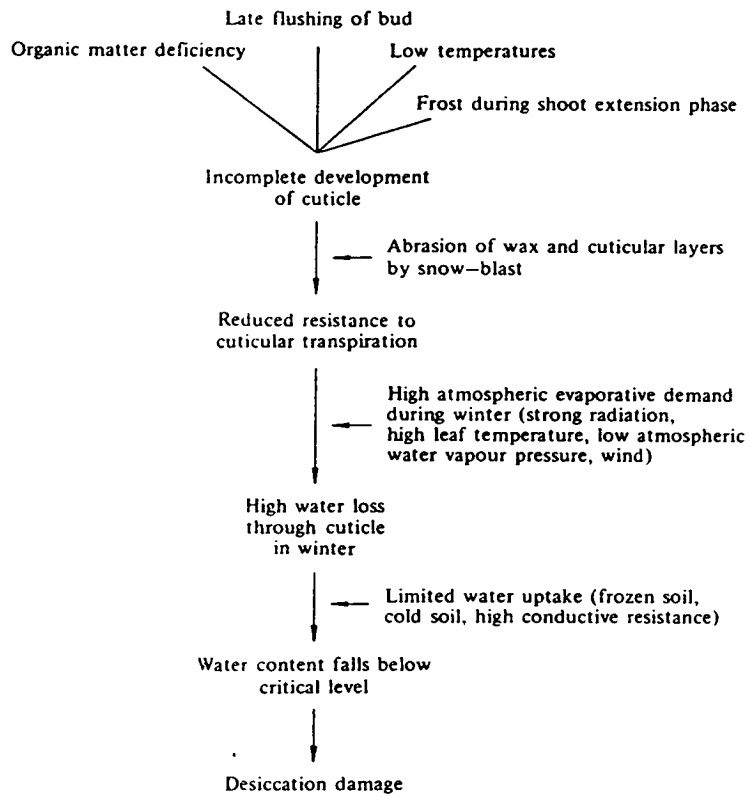 Late flushing of bud
Organic matter deficiency
Low temperatures
Frost during shoot extension phase
Incomplete development
of cuticle
Abrasion of wax and cuticular layers
by snow—blast
Reduced resistance to
cuticular transpiration
High atmospheric evaporative demand
during winter (strong radiation,
high leaf temperature, low atmospheric
water vapour pressure, wind)
High water loss
through cuticle
in winter
Limited water uptake (frozen soil,
cold soil, high conductive resistance)
Water content falls below
critical level
Desiccation damage